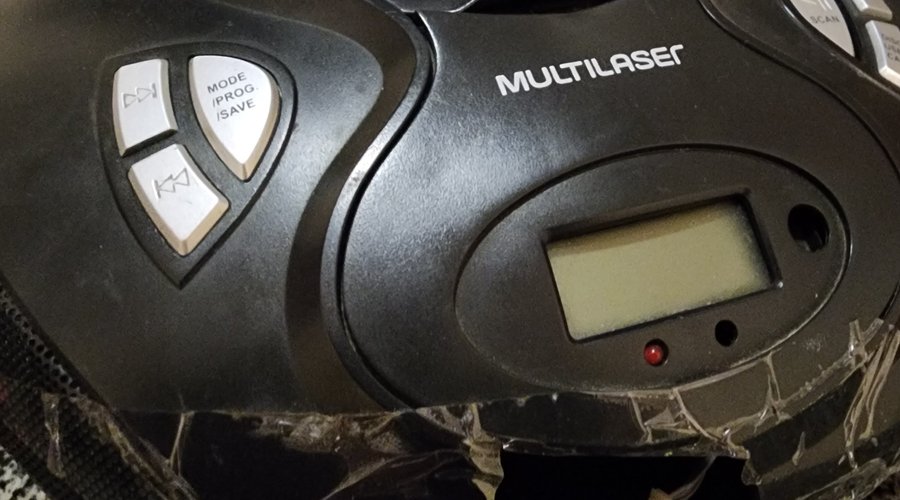 MODE
/PROG.
/SAVE
MULTILASER
SCAN